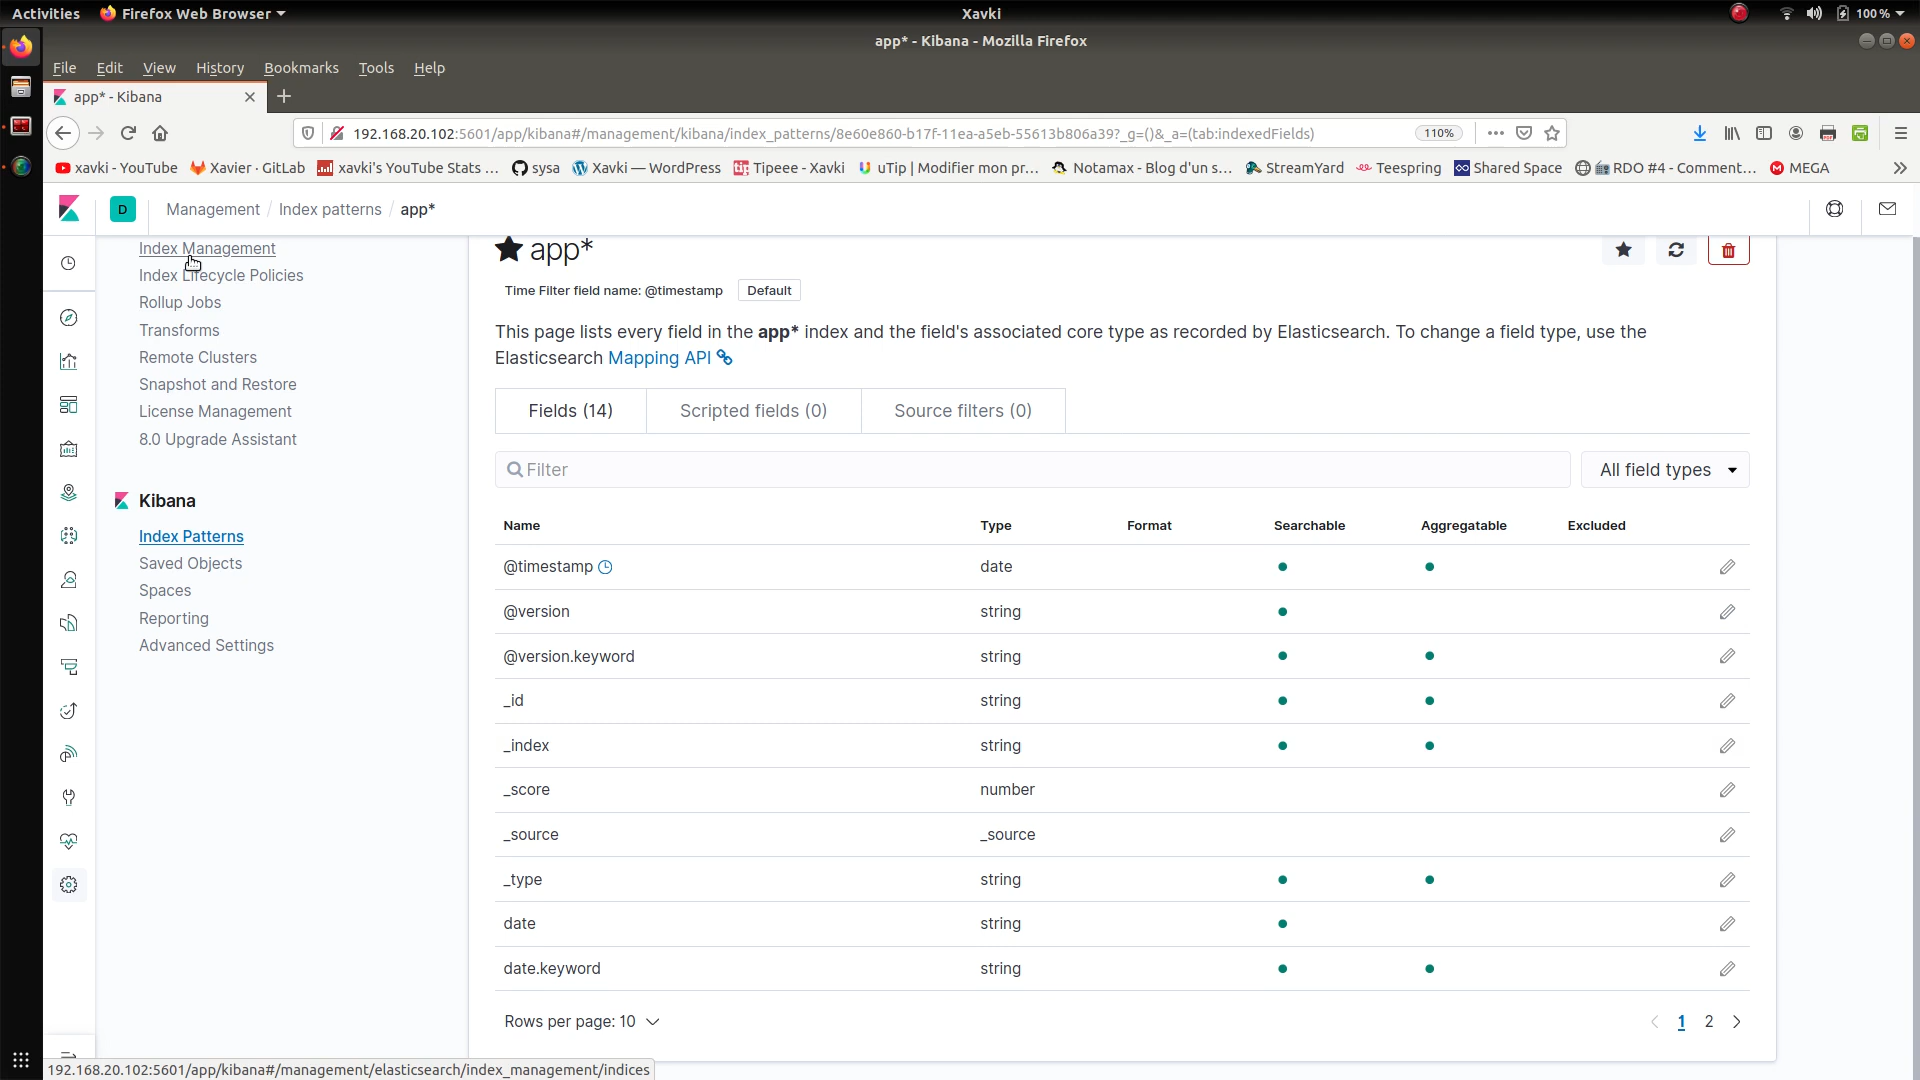 Activities Firefox Web Browser Xavki 100 %
app* - Kibana - Mozilla Firefox
File Edit View History Bookmarks Tools Help
app* - Kibana
192.168.20.102:5601/app/kibana#/management/kibana/index_patterns/8e60e860-b17f-11ea-a5eb-55613b806a39?_g=()&_a=(tab:indexedFields) 110%
xavki - YouTube Xavier · GitLab xavki's YouTube Stats ... sysa Xavki — WordPress Tipeee - Xavki uTip | Modifier mon pr... Notamax - Blog d'un s... StreamYard Teespring Shared Space RDO #4 - Comment... MEGA
D Management / Index patterns / app*
Index Management
Index Lifecycle Policies
Rollup Jobs
Transforms
Remote Clusters
Snapshot and Restore
License Management
8.0 Upgrade Assistant
Kibana
Index Patterns
Saved Objects
Spaces
Reporting
Advanced Settings
app*
Time Filter field name: @timestamp Default
This page lists every field in the app* index and the field's associated core type as recorded by Elasticsearch. To change a field type, use the
Elasticsearch Mapping API
Fields (14) Scripted fields (0) Source filters (0)
Filter All field types
Name Type Format Searchable Aggregatable Excluded
@timestamp date
@version string
@version.keyword string
_id string
_index string
_score number
_source _source
_type string
date string
date.keyword string
Rows per page: 10 1 2
192.168.20.102:5601/app/kibana#/management/elasticsearch/index_management/indices